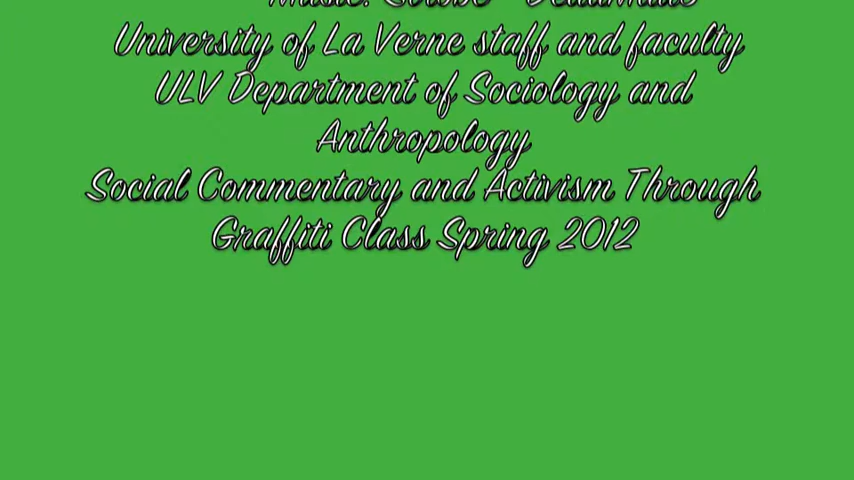 University of La Verne staff and faculty
ULV Department of Sociology and
Anthropology
Social Commentary and Activism Through
Graffiti Class Spring 2012